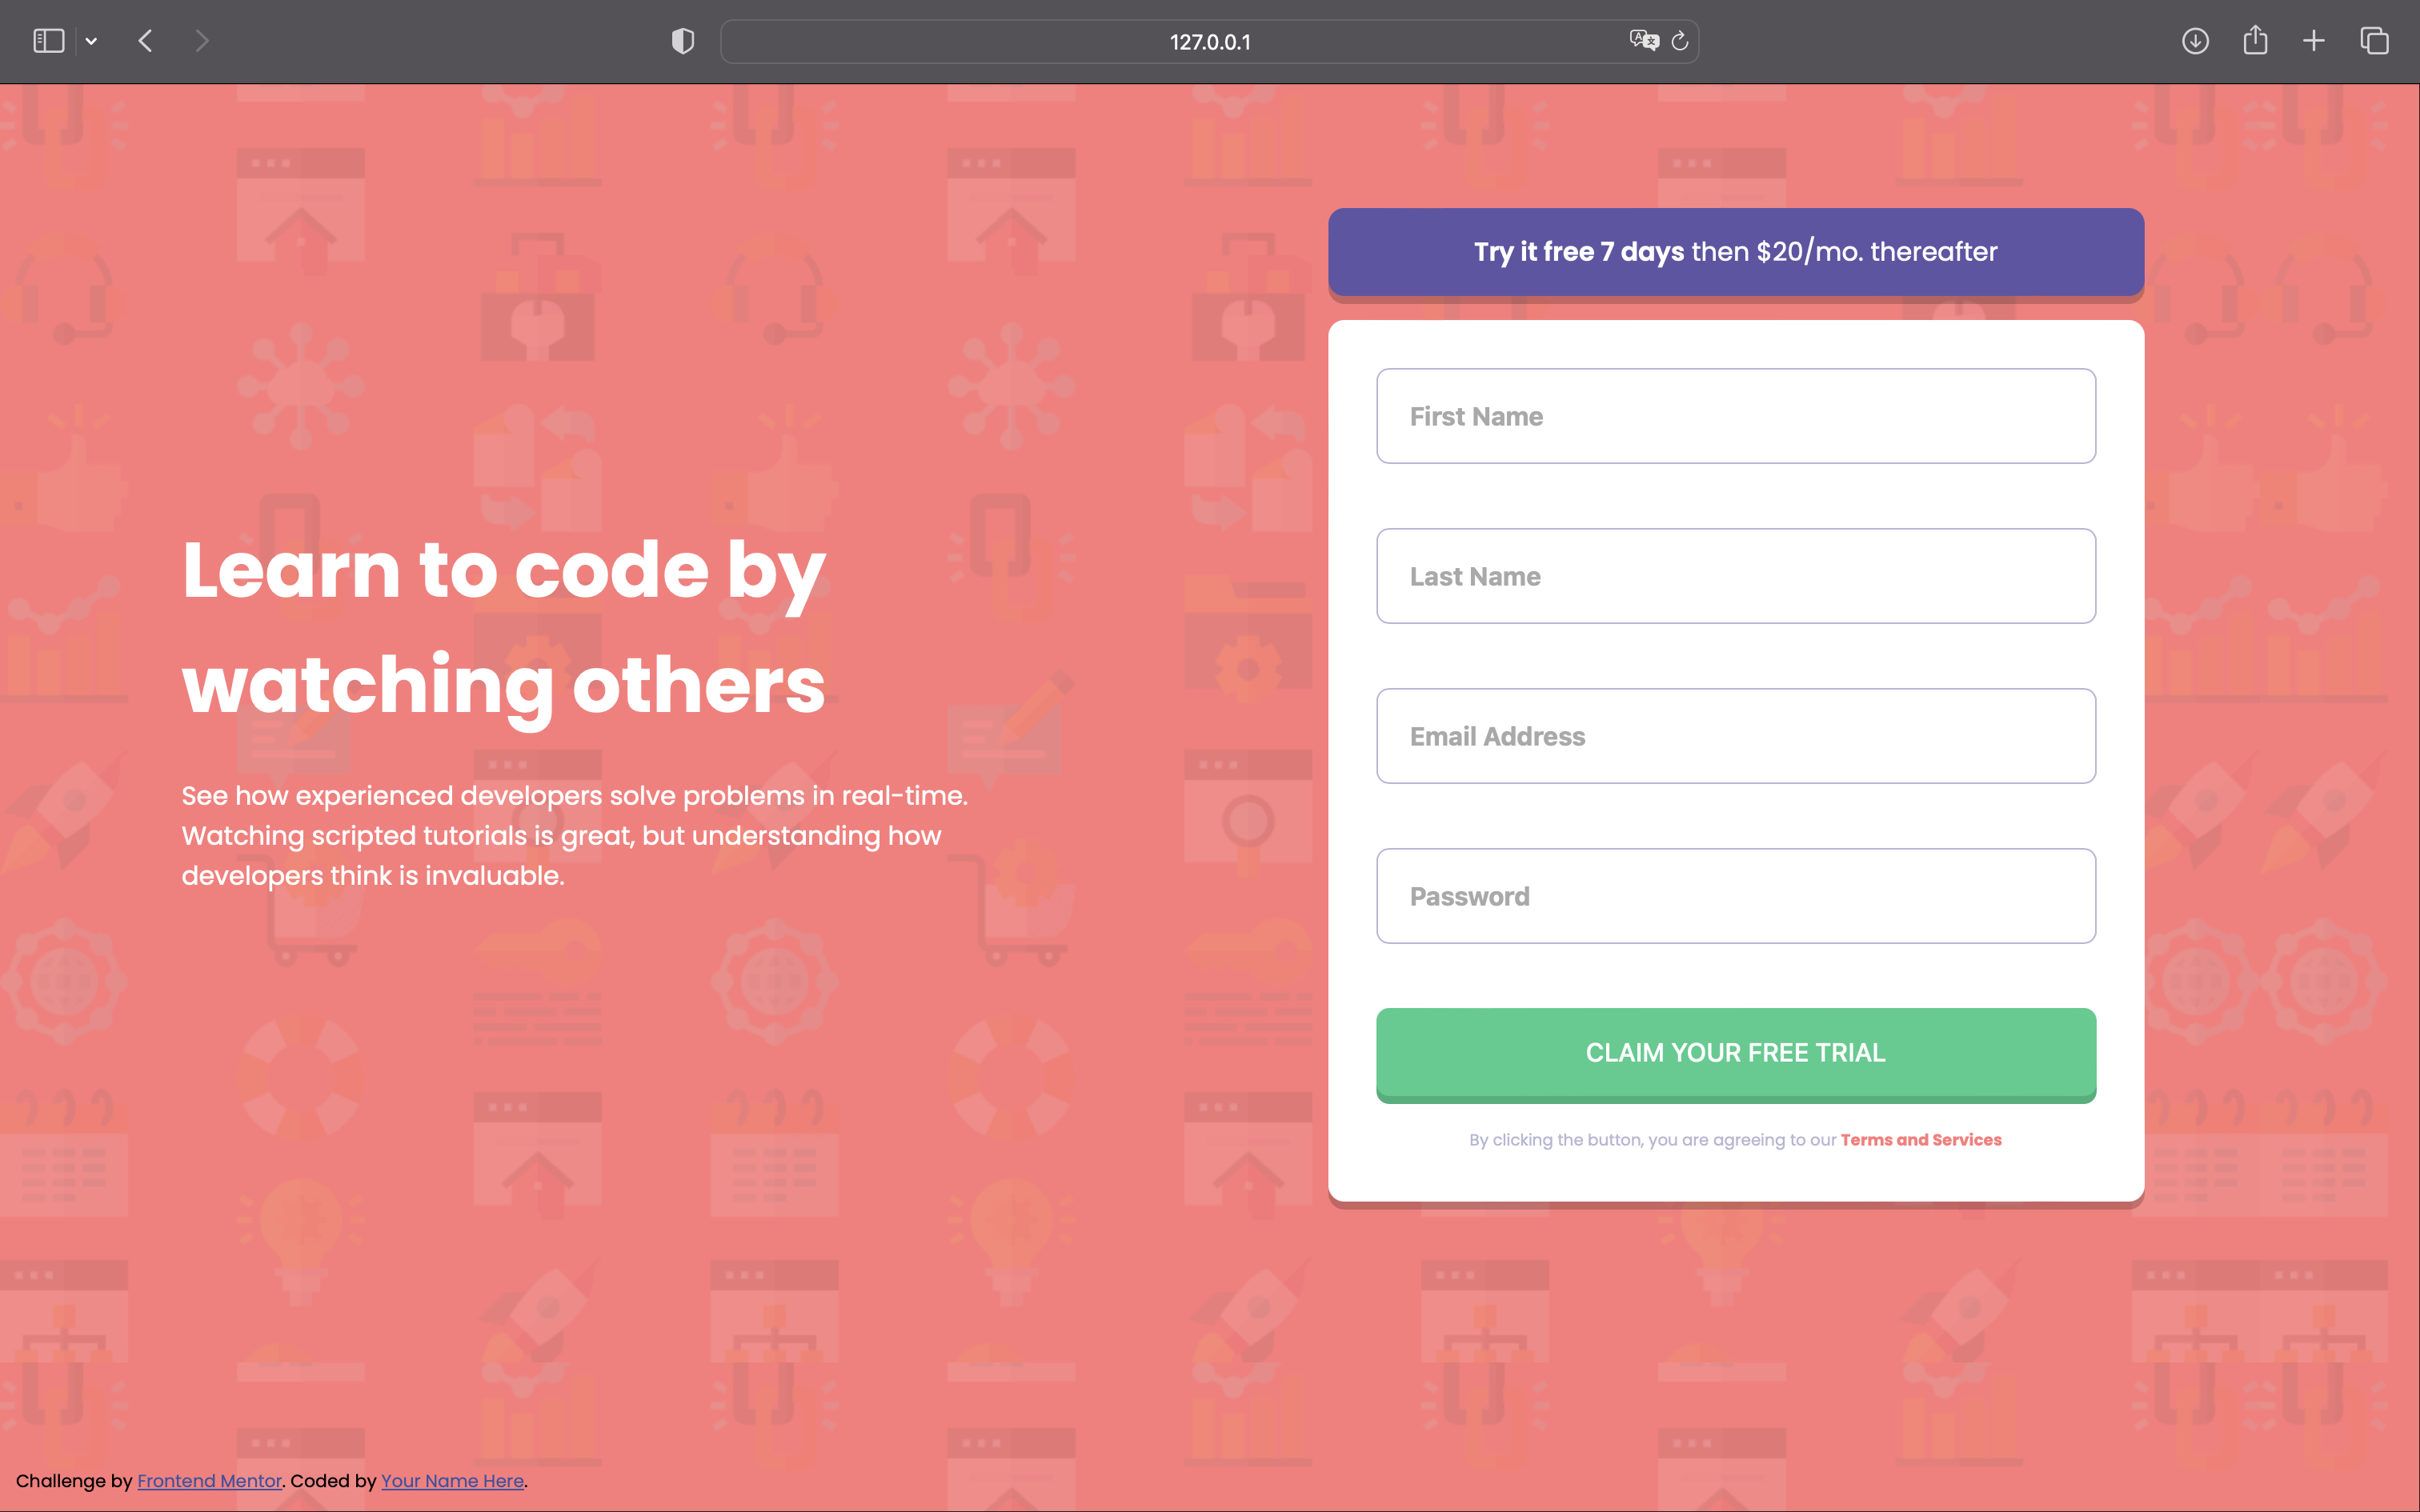 127.0.0.1
Try it free 7 days then $20/mo. thereafter
First Name
Last Name
Learn to code by
watching others
Email Address
See how experienced developers solve problems in real-time.
Watching scripted tutorials is great, but understanding how
developers think is invaluable.
Password
CLAIM YOUR FREE TRIAL
By clicking the button, you are agreeing to our Terms and Services
Challenge by Frontend Mentor. Coded by Your Name Here.